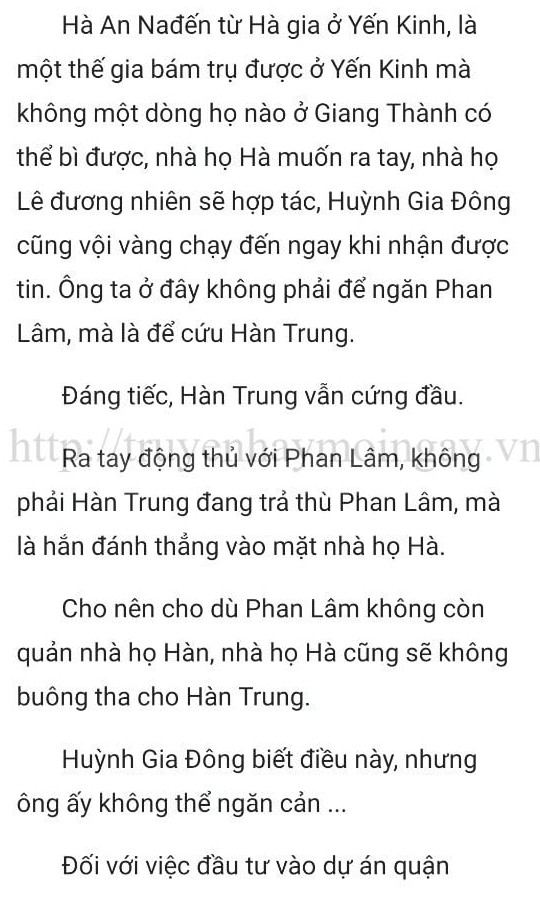 Hà An Nađến từ Hà gia ở Yến Kinh, là
một thế gia bám trụ được ở Yến Kinh mà
không một dòng họ nào ở Giang Thành có
thể bì được, nhà họ Hà muốn ra tay, nhà họ
Lê đương nhiên sẽ hợp tác, Huỳnh Gia Đông
cũng vội vàng chạy đến ngay khi nhận được
tin. Ông ta ở đây không phải để ngăn Phan
Lâm, mà là để cứu Hàn Trung.
Đáng tiếc, Hàn Trung vẫn cứng đầu.
http://truyenhaymoingay.vn
Ra tay động thủ với Phan Lâm, không
phải Hàn Trung đang trả thù Phan Lâm, mà
là hắn đánh thẳng vào mặt nhà họ Hà.
Cho nên cho dù Phan Lâm không còn
quản nhà họ Hàn, nhà họ Hà cũng sẽ không
buông tha cho Hàn Trung.
Huỳnh Gia Đông biết điều này, nhưng
ông ấy không thể ngăn cản ...
Đối với việc đầu tư vào dự án quận